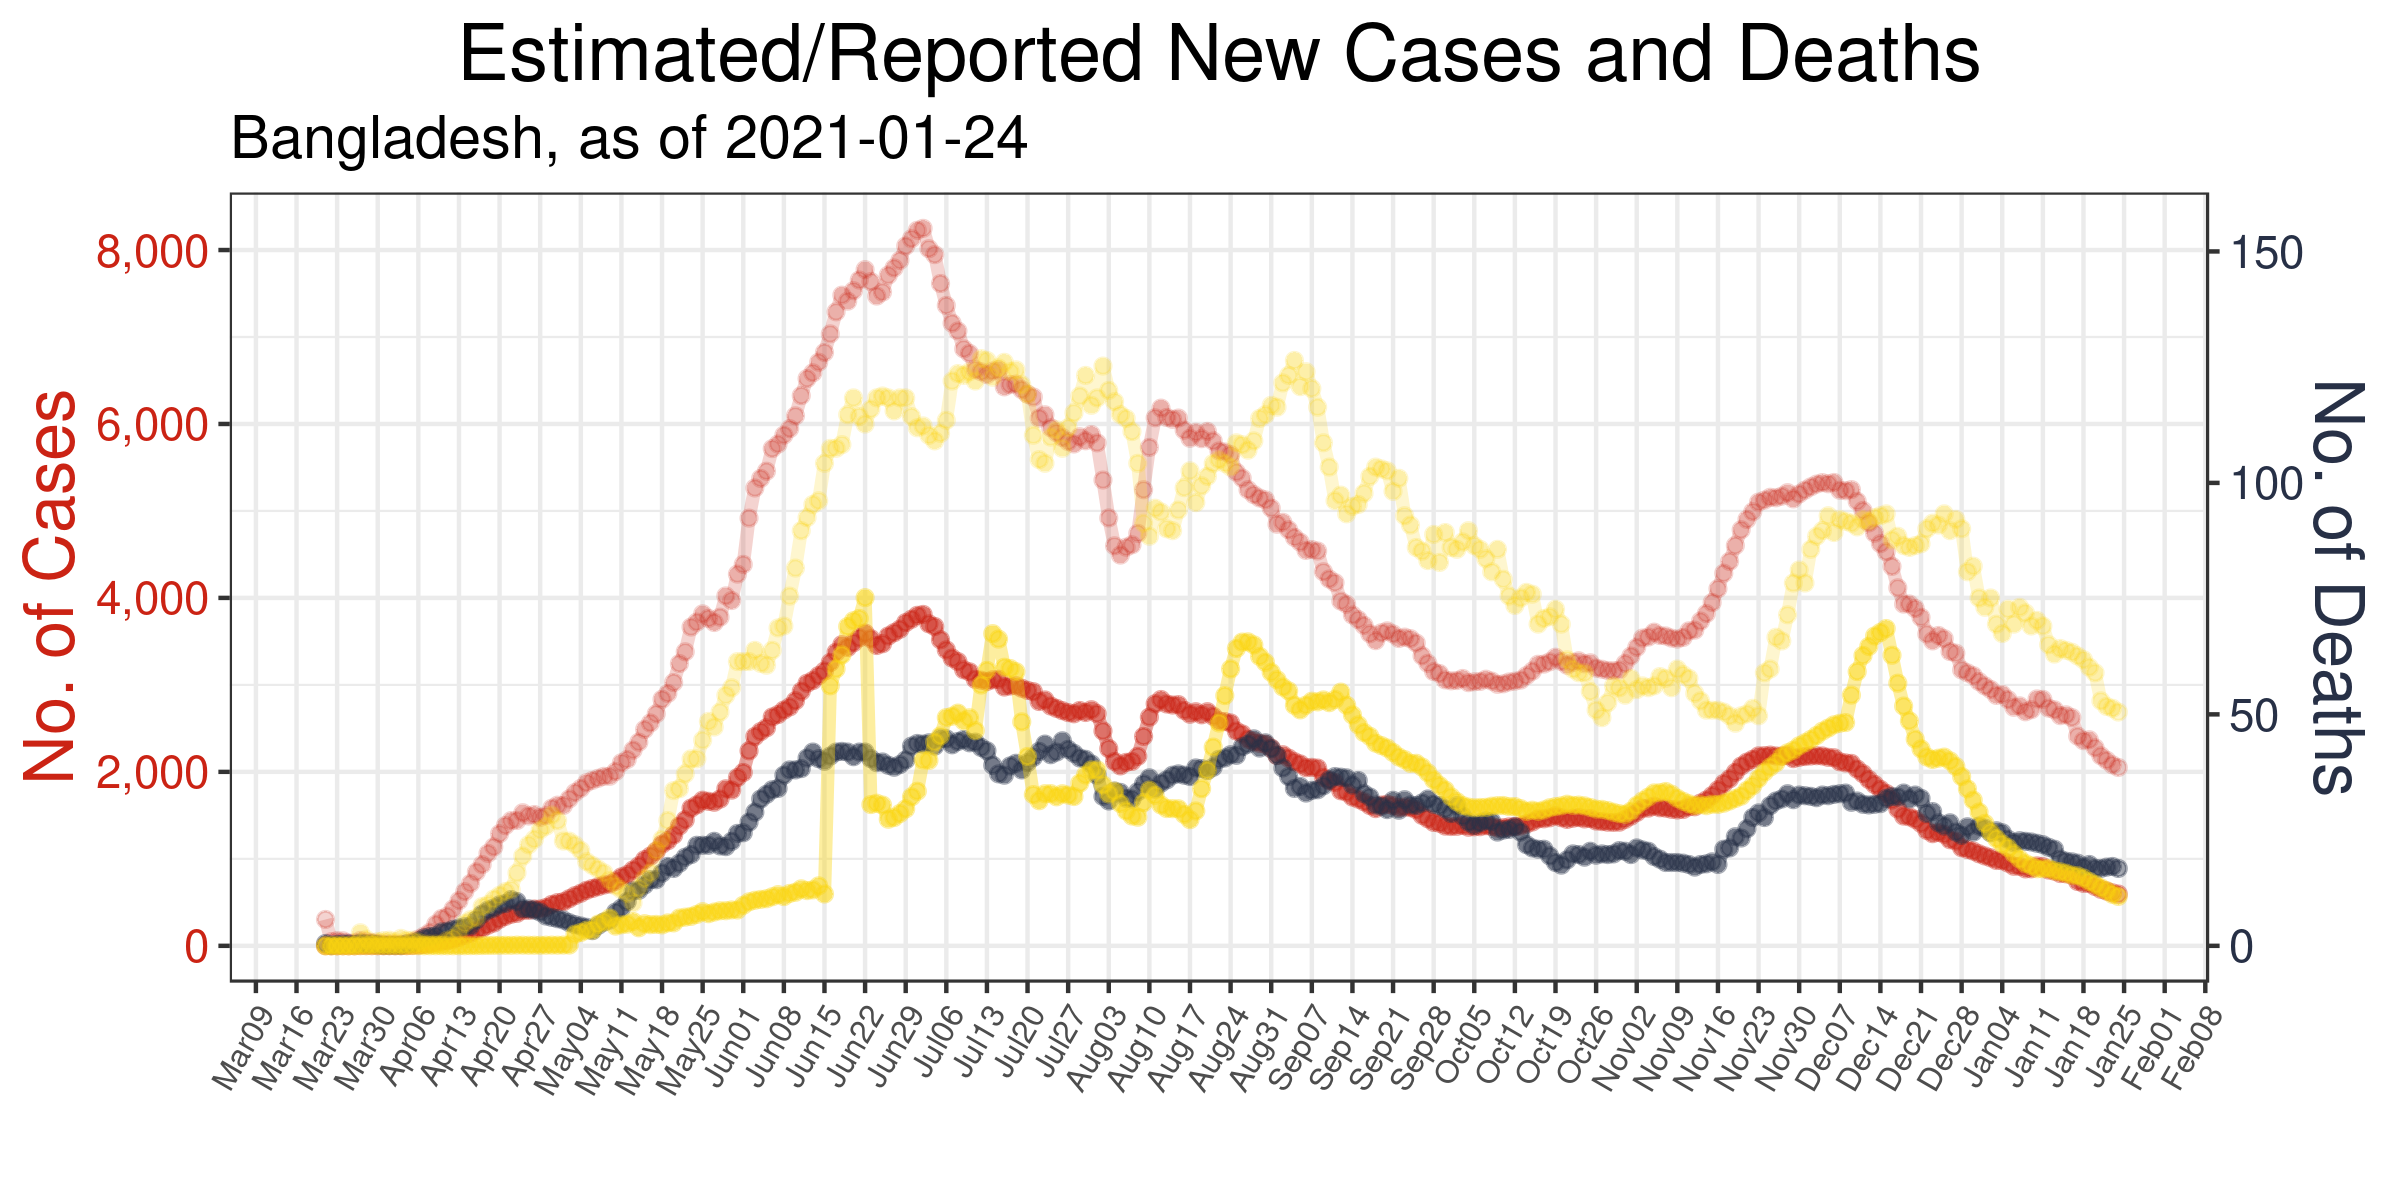 Estimated/Reported New Cases and Deaths
Bangladesh, as of 2021-01-24
No. of Cases
8,000
6,000
4,000
2,000
0
150
100
50
0
No. of Deaths
Mar09
Mar16
Mar23
Mar30
Apr06
Apr13
Apr20
Apr27
May04
May11
May18
May25
Jun01
Jun08
Jun15
Jun22
Jun29
Jul06
Jul13
Jul20
Jul27
Aug03
Aug10
Aug17
Aug24
Aug31
Sep07
Sep14
Sep21
Sep28
Oct05
Oct12
Oct19
Oct26
Nov02
Nov09
Nov16
Nov23
Nov30
Dec07
Dec14
Dec21
Dec28
Jan04
Jan11
Jan18
Jan25
Feb01
Feb08